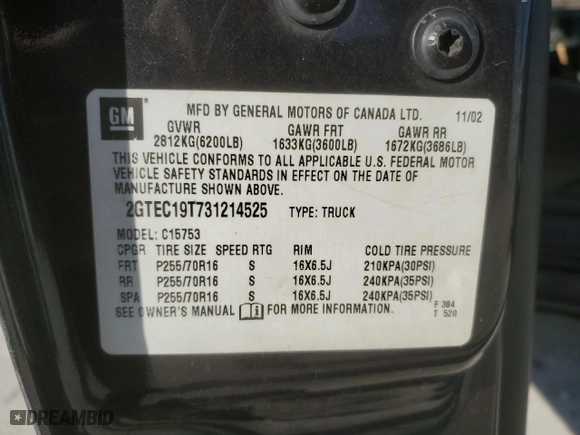 GM
MFD BY GENERAL MOTORS OF CANADA LTD. 11/02
GVWR GAWR FRT GAWR RR
2812KG(6200LB) 1633KG(3600LB) 1672KG(3686LB)
THIS VEHICLE CONFORMS TO ALL APPLICABLE U.S. FEDERAL MOTOR
VEHICLE SAFETY STANDARDS IN EFFECT ON THE DATE OF
MANUFACTURE SHOWN ABOVE.
2GTEC19T731214525 TYPE: TRUCK
MODEL: C15753
CPGR TIRE SIZE SPEED RTG RIM COLD TIRE PRESSURE
FRT P255/70R16 S 16X6.5J 210KPA(30PSI)
RR P255/70R16 S 16X6.5J 240KPA(35PSI)
SPA P255/70R16 S 16X6.5J 240KPA(35PSI)
SEE OWNER'S MANUAL FOR MORE INFORMATION.
F 384
T 520
DREAMBID